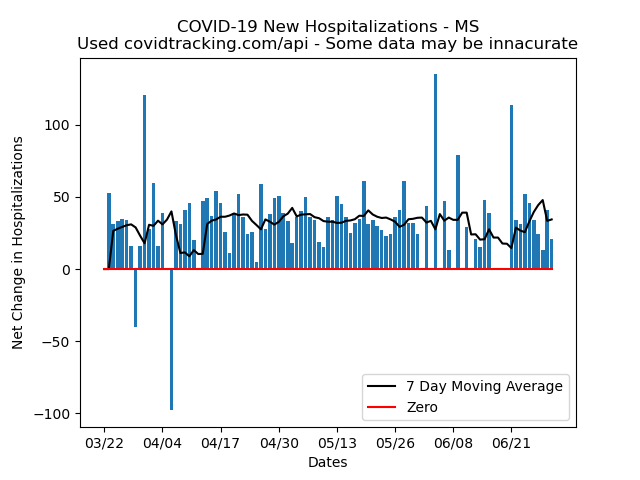 COVID-19 New Hospitalizations - MS
Used covidtracking.com/api - Some data may be innacurate
Net Change in Hospitalizations
100
50
0
−50
−100
7 Day Moving Average
Zero
03/22 04/04 04/17 04/30 05/13 05/26 06/08 06/21
Dates